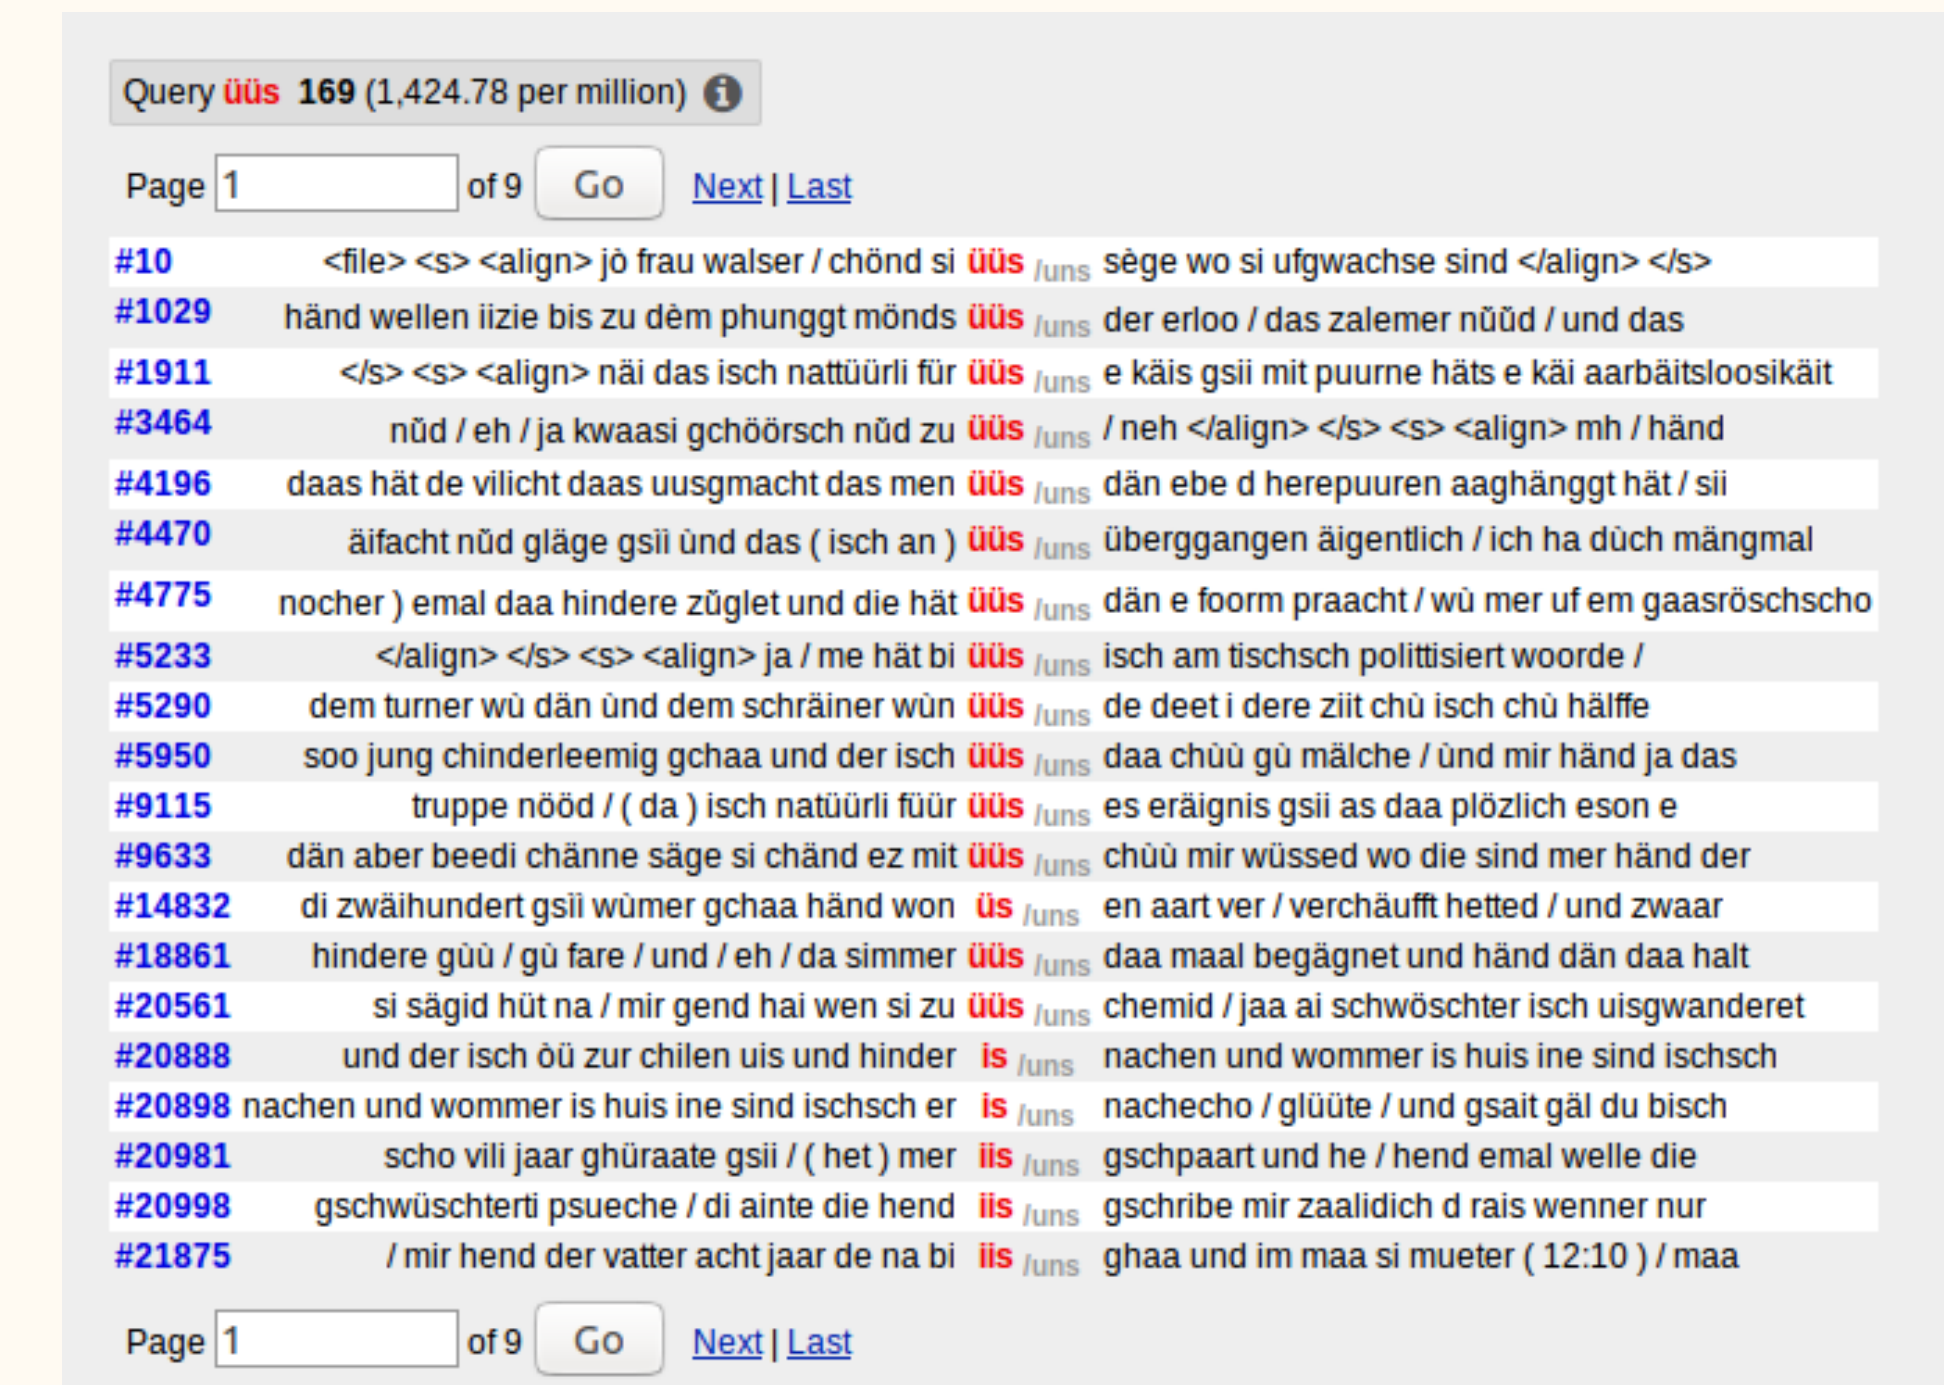 Query üüs 169 (1,424.78 per million)
Page 1 of 9 Go Next | Last
#10 <file> <s> <align> jò frau walser / chönd si üüs /uns sège wo si ufgwachse sind </align> </s>
#1029 händ wellen iizie bis zu dèm phunggt mönds üüs /uns der erloo / das zalemer nǔǔd / und das
#1911 </s> <s> <align> näi das isch nattüürli für üüs /uns e käis gsii mit puurne häts e käi aarbäitsloosikäit
#3464 nǔd / eh / ja kwaasi gchöörsch nǔd zu üüs /uns / neh </align> </s> <s> <align> mh / händ
#4196 daas hät de vilicht daas uusgmacht das men üüs /uns dän ebe d herepuuren aaghänggt hät / sii
#4470 äifacht nǔd gläge gsìì ùnd das ( isch an ) üüs /uns überggangen äigentlich / ich ha dùch mängmal
#4775 nocher ) emal daa hindere zǔglet und die hät üüs /uns dän e foorm praacht / wù mer uf em gaasröschscho
#5233 </align> </s> <s> <align> ja / me hät bi üüs /uns isch am tischsch polittisiert woorde /
#5290 dem turner wù dän ùnd dem schräiner wùn üüs /uns de deet i dere ziit chù isch chù hälffe
#5950 soo jung chinderleemig gchaa und der isch üüs /uns daa chùù gù mälche / ùnd mir händ ja das
#9115 truppe nööd / ( da ) isch natüürli füür üüs /uns es eräignis gsii as daa plözlich eson e
#9633 dän aber beedi chänne säge si chänd ez mit üüs /uns chùù mir wüssed wo die sind mer händ der
#14832 di zwäihundert gsìì wùmer gchaa händ won üs /uns en aart ver / verchäufft hetted / und zwaar
#18861 hindere gùù / gù fare / und / eh / da simmer üüs /uns daa maal begägnet und händ dän daa halt
#20561 si sägid hüt na / mir gend hai wen si zu üüs /uns chemid / jaa ai schwöschter isch uisgwanderet
#20888 und der isch òü zur chilen uis und hinder is /uns nachen und wommer is huis ine sind ischsch
#20898 nachen und wommer is huis ine sind ischsch er is /uns nachecho / glüüte / und gsait gäl du bisch
#20981 scho vili jaar ghüraate gsii / ( het ) mer iis /uns gschpaart und he / hend emal welle die
#20998 gschwüschterti psueche / di ainte die hend iis /uns gschribe mir zaalidich d rais wenner nur
#21875 / mir hend der vatter acht jaar de na bi iis /uns ghaa und im maa si mueter ( 12:10 ) / maa
Page 1 of 9 Go Next | Last